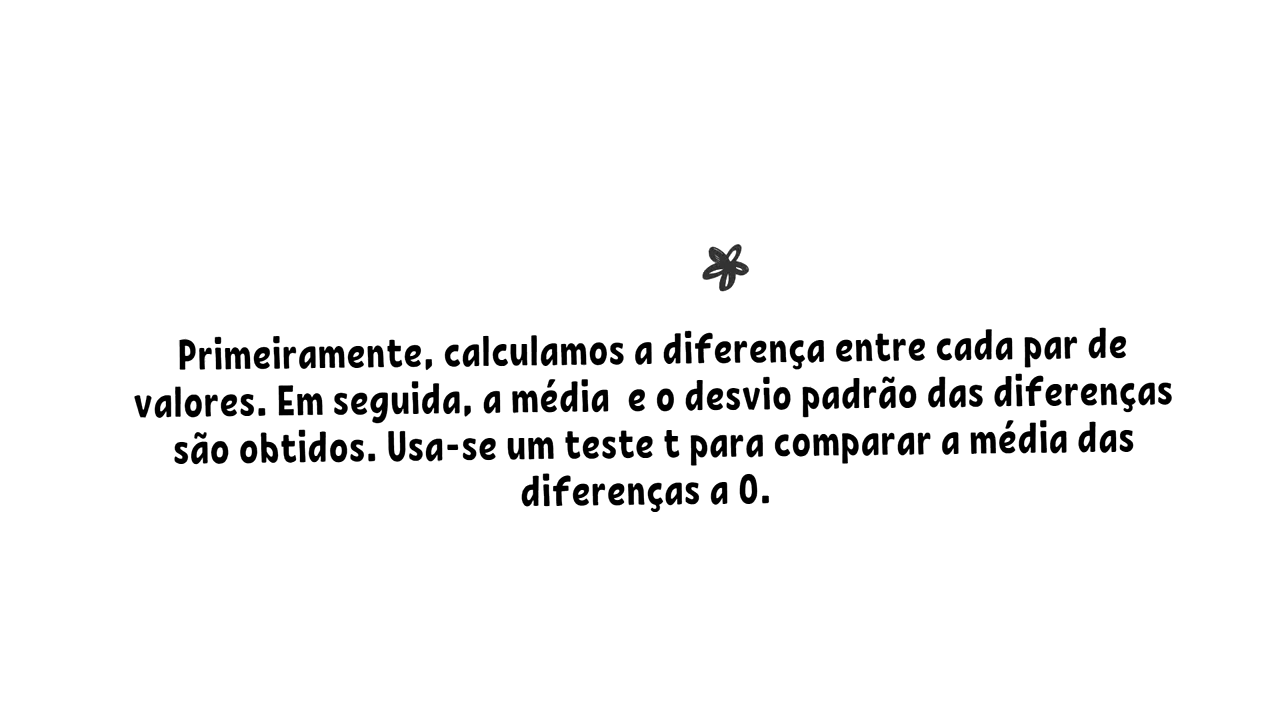 Primeiramente, calculamos a diferença entre cada par de
valores. Em seguida, a média  e o desvio padrão das diferenças
são obtidos. Usa-se um teste t para comparar a média das
diferenças a 0.